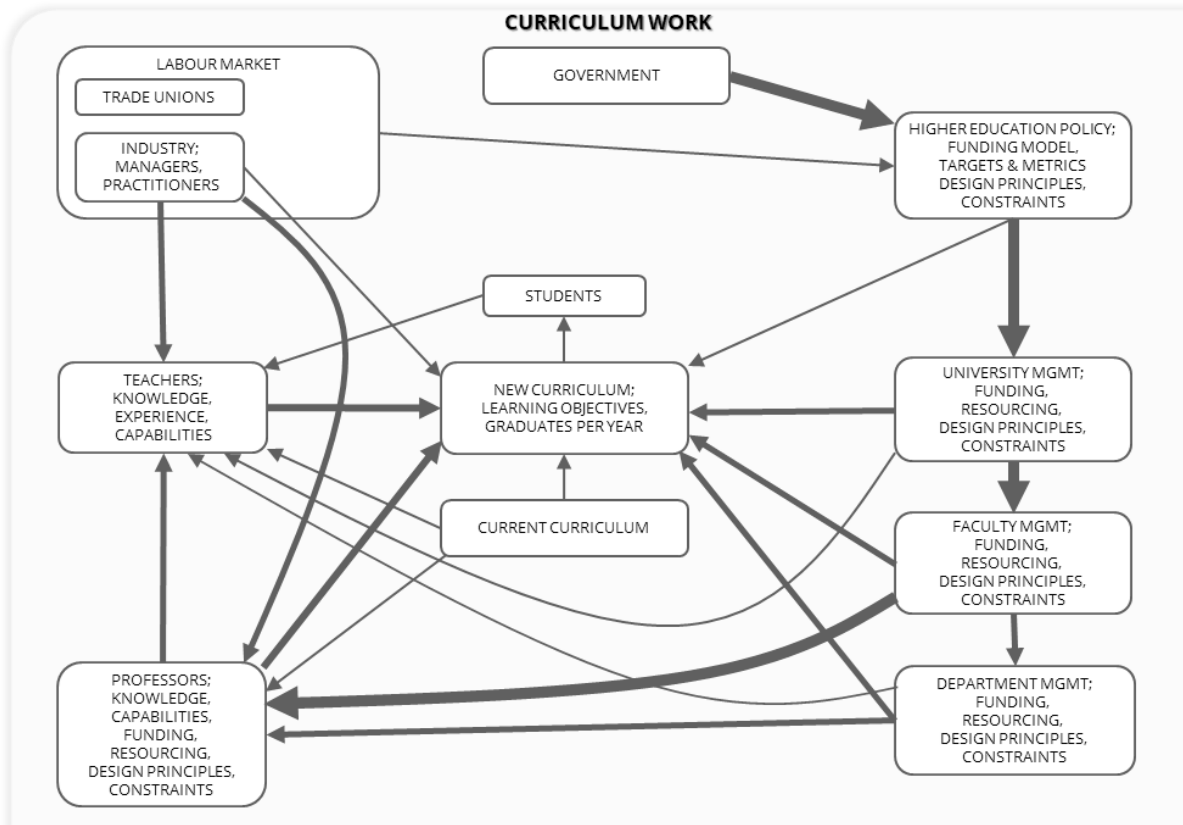 CURRICULUM WORK
LABOUR MARKET
TRADE UNIONS
INDUSTRY;
MANAGERS,
PRACTITIONERS
GOVERNMENT
HIGHER EDUCATION POLICY;
FUNDING MODEL,
TARGETS & METRICS
DESIGN PRINCIPLES,
CONSTRAINTS
STUDENTS
TEACHERS;
KNOWLEDGE,
EXPERIENCE,
CAPABILITIES
NEW CURRICULUM;
LEARNING OBJECTIVES,
GRADUATES PER YEAR
UNIVERSITY MGMT;
FUNDING,
RESOURCING,
DESIGN PRINCIPLES,
CONSTRAINTS
CURRENT CURRICULUM
FACULTY MGMT;
FUNDING,
RESOURCING,
DESIGN PRINCIPLES,
CONSTRAINTS
PROFESSORS;
KNOWLEDGE,
CAPABILITIES,
FUNDING,
RESOURCING,
DESIGN PRINCIPLES,
CONSTRAINTS
DEPARTMENT MGMT;
FUNDING,
RESOURCING,
DESIGN PRINCIPLES,
CONSTRAINTS